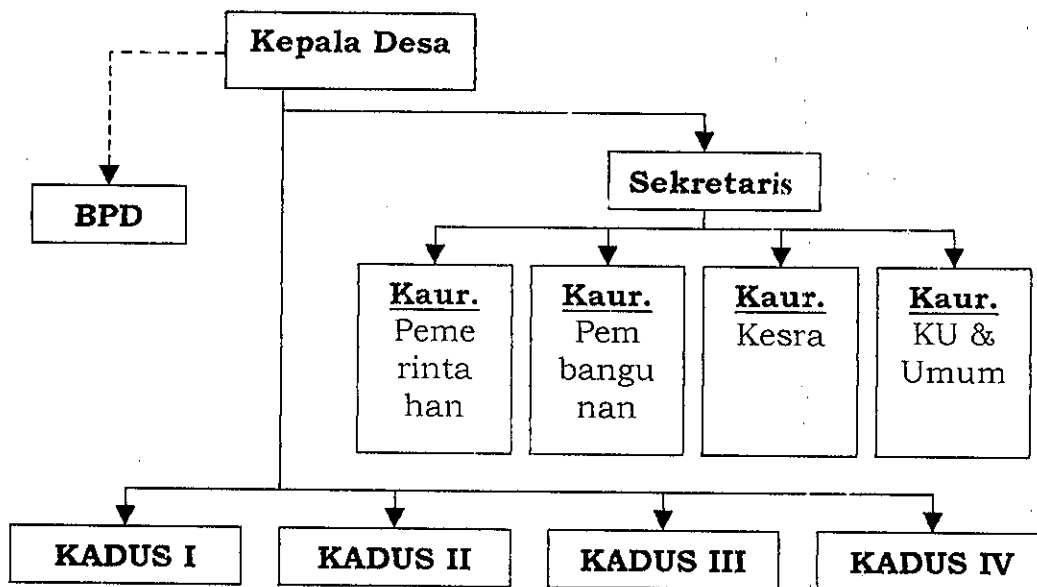 Kepala Desa
BPD
Sekretaris
Kaur.
Peme
rinta
han
Kaur.
Pem
bangu
nan
Kaur.
Kesra
Kaur.
KU &
Umum
KADUS I
KADUS II
KADUS III
KADUS IV